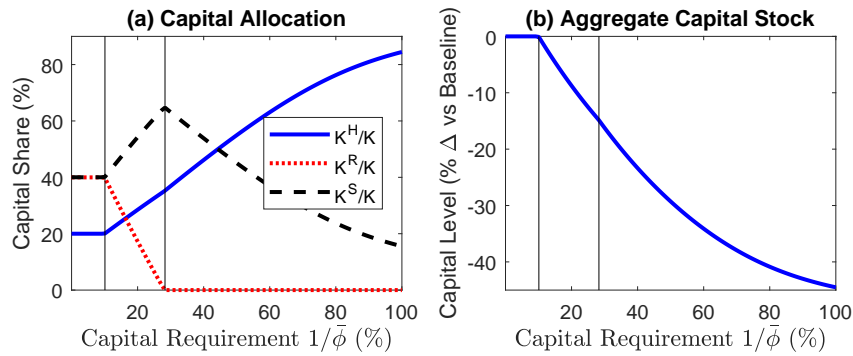 (a) Capital Allocation
Capital Share (%)
80
60
40
20
0
K^H/K
K^R/K
K^S/K
20 40 60 80 100
Capital Requirement 1/ϕ̄ (%)
(b) Aggregate Capital Stock
Capital Level (% Δ vs Baseline)
0
-10
-20
-30
-40
20 40 60 80 100
Capital Requirement 1/ϕ̄ (%)